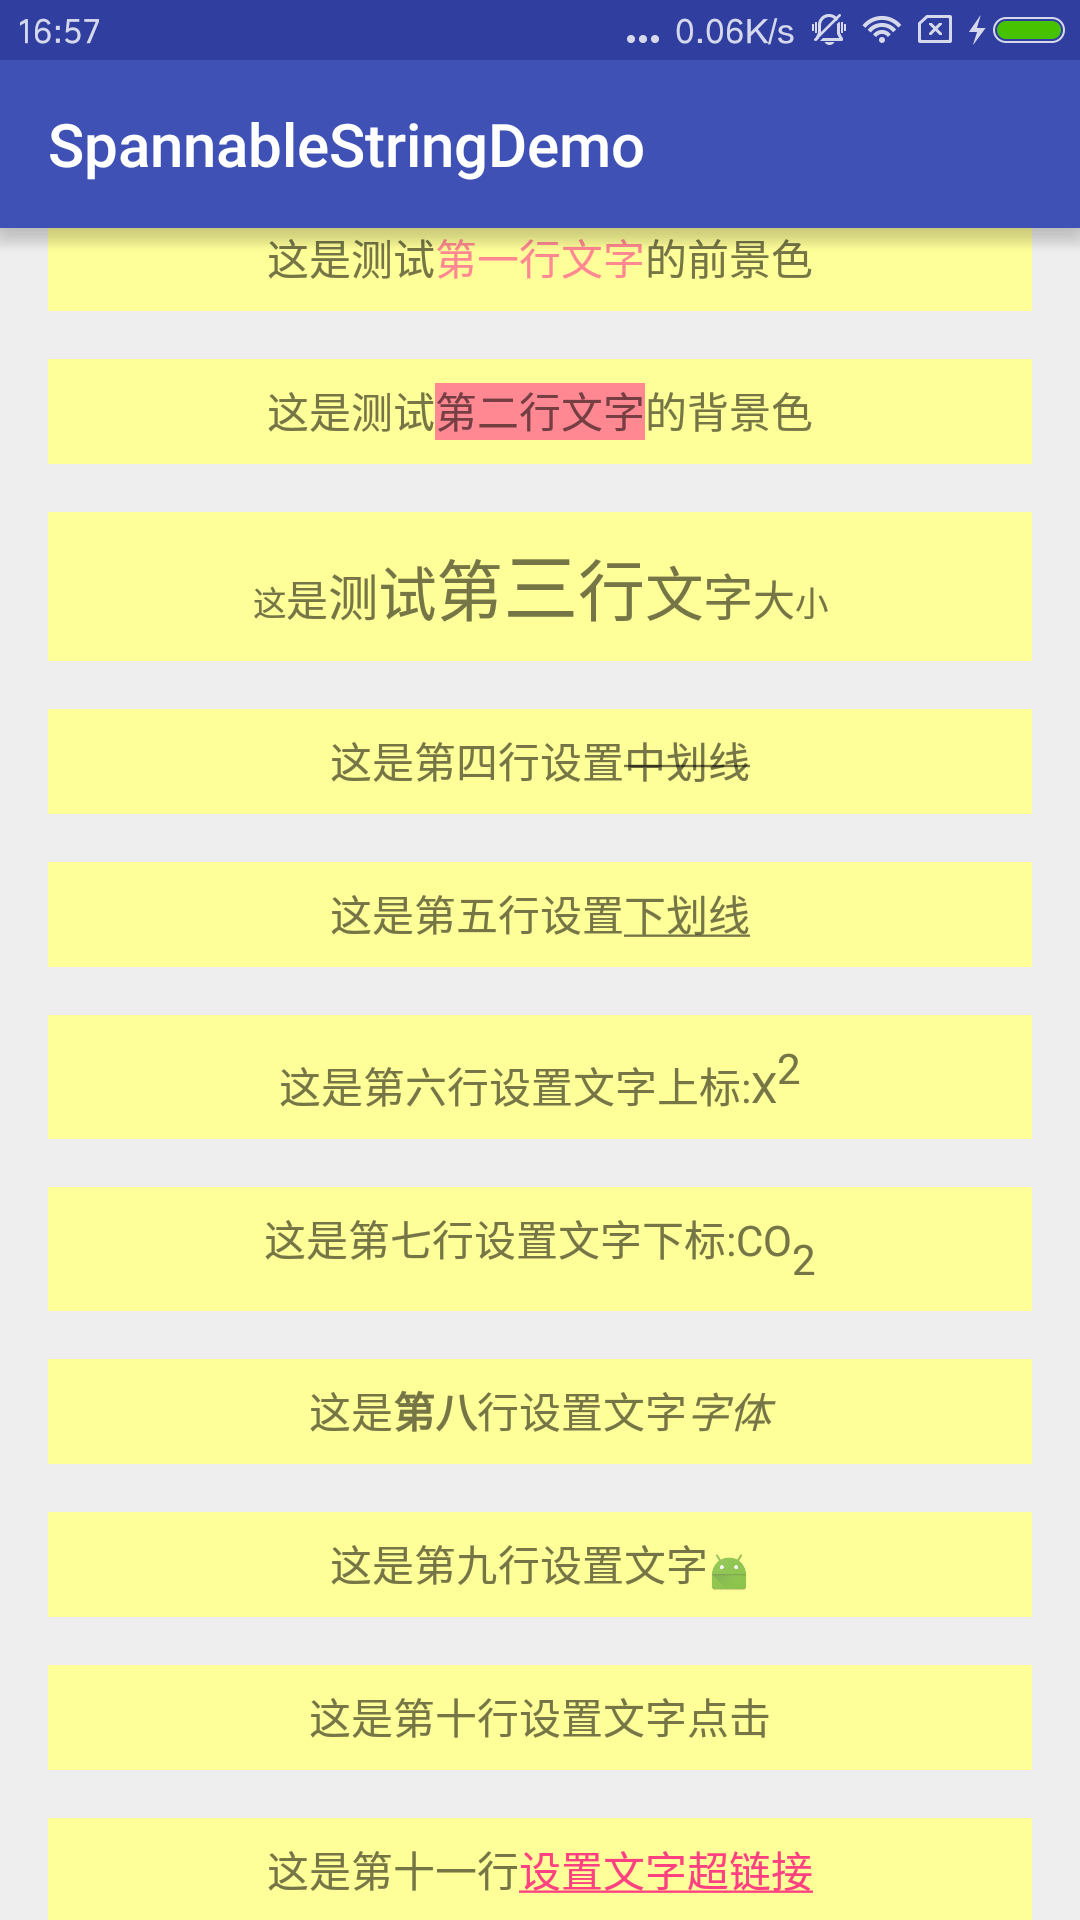 16:57
... 0.06K/s
SpannableStringDemo
这是测试第一行文字的前景色
这是测试第二行文字的背景色
这是测试第三行文字大小
这是第四行设置中划线
这是第五行设置下划线
这是第六行设置文字上标:X2
这是第七行设置文字下标:CO2
这是第八行设置文字字体
这是第九行设置文字
这是第十行设置文字点击
这是第十一行设置文字超链接